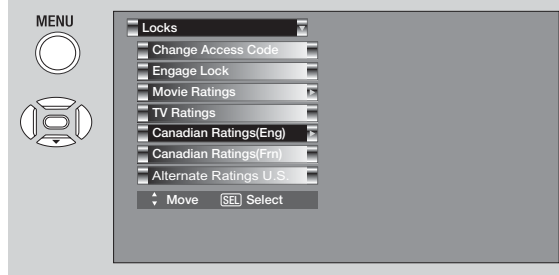 MENU
Locks
Change Access Code
Engage Lock
Movie Ratings
TV Ratings
Canadian Ratings(Eng)
Canadian Ratings(Frn)
Alternate Ratings U.S.
Move SEL Select